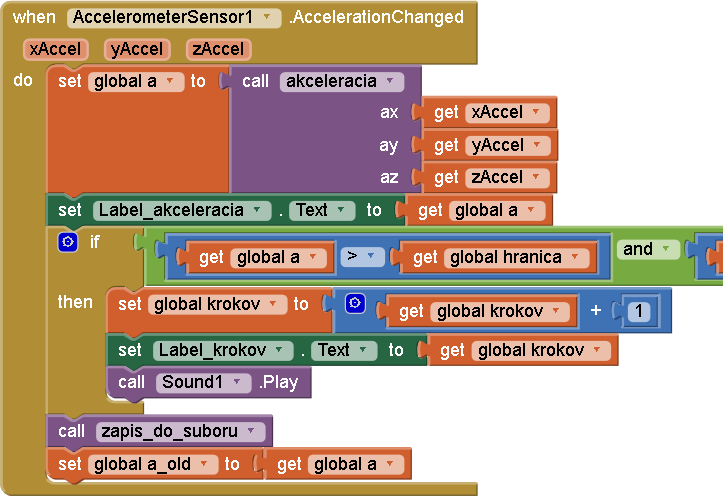 when AccelerometerSensor1 .AccelerationChanged
xAccel yAccel zAccel
do set global a to call akceleracia
ax get xAccel
ay get yAccel
az get zAccel
set Label_akceleracia . Text to get global a
if get global a > get global hranica and
then set global krokov to get global krokov + 1
set Label_krokov . Text to get global krokov
call Sound1 .Play
call zapis_do_suboru
set global a_old to get global a